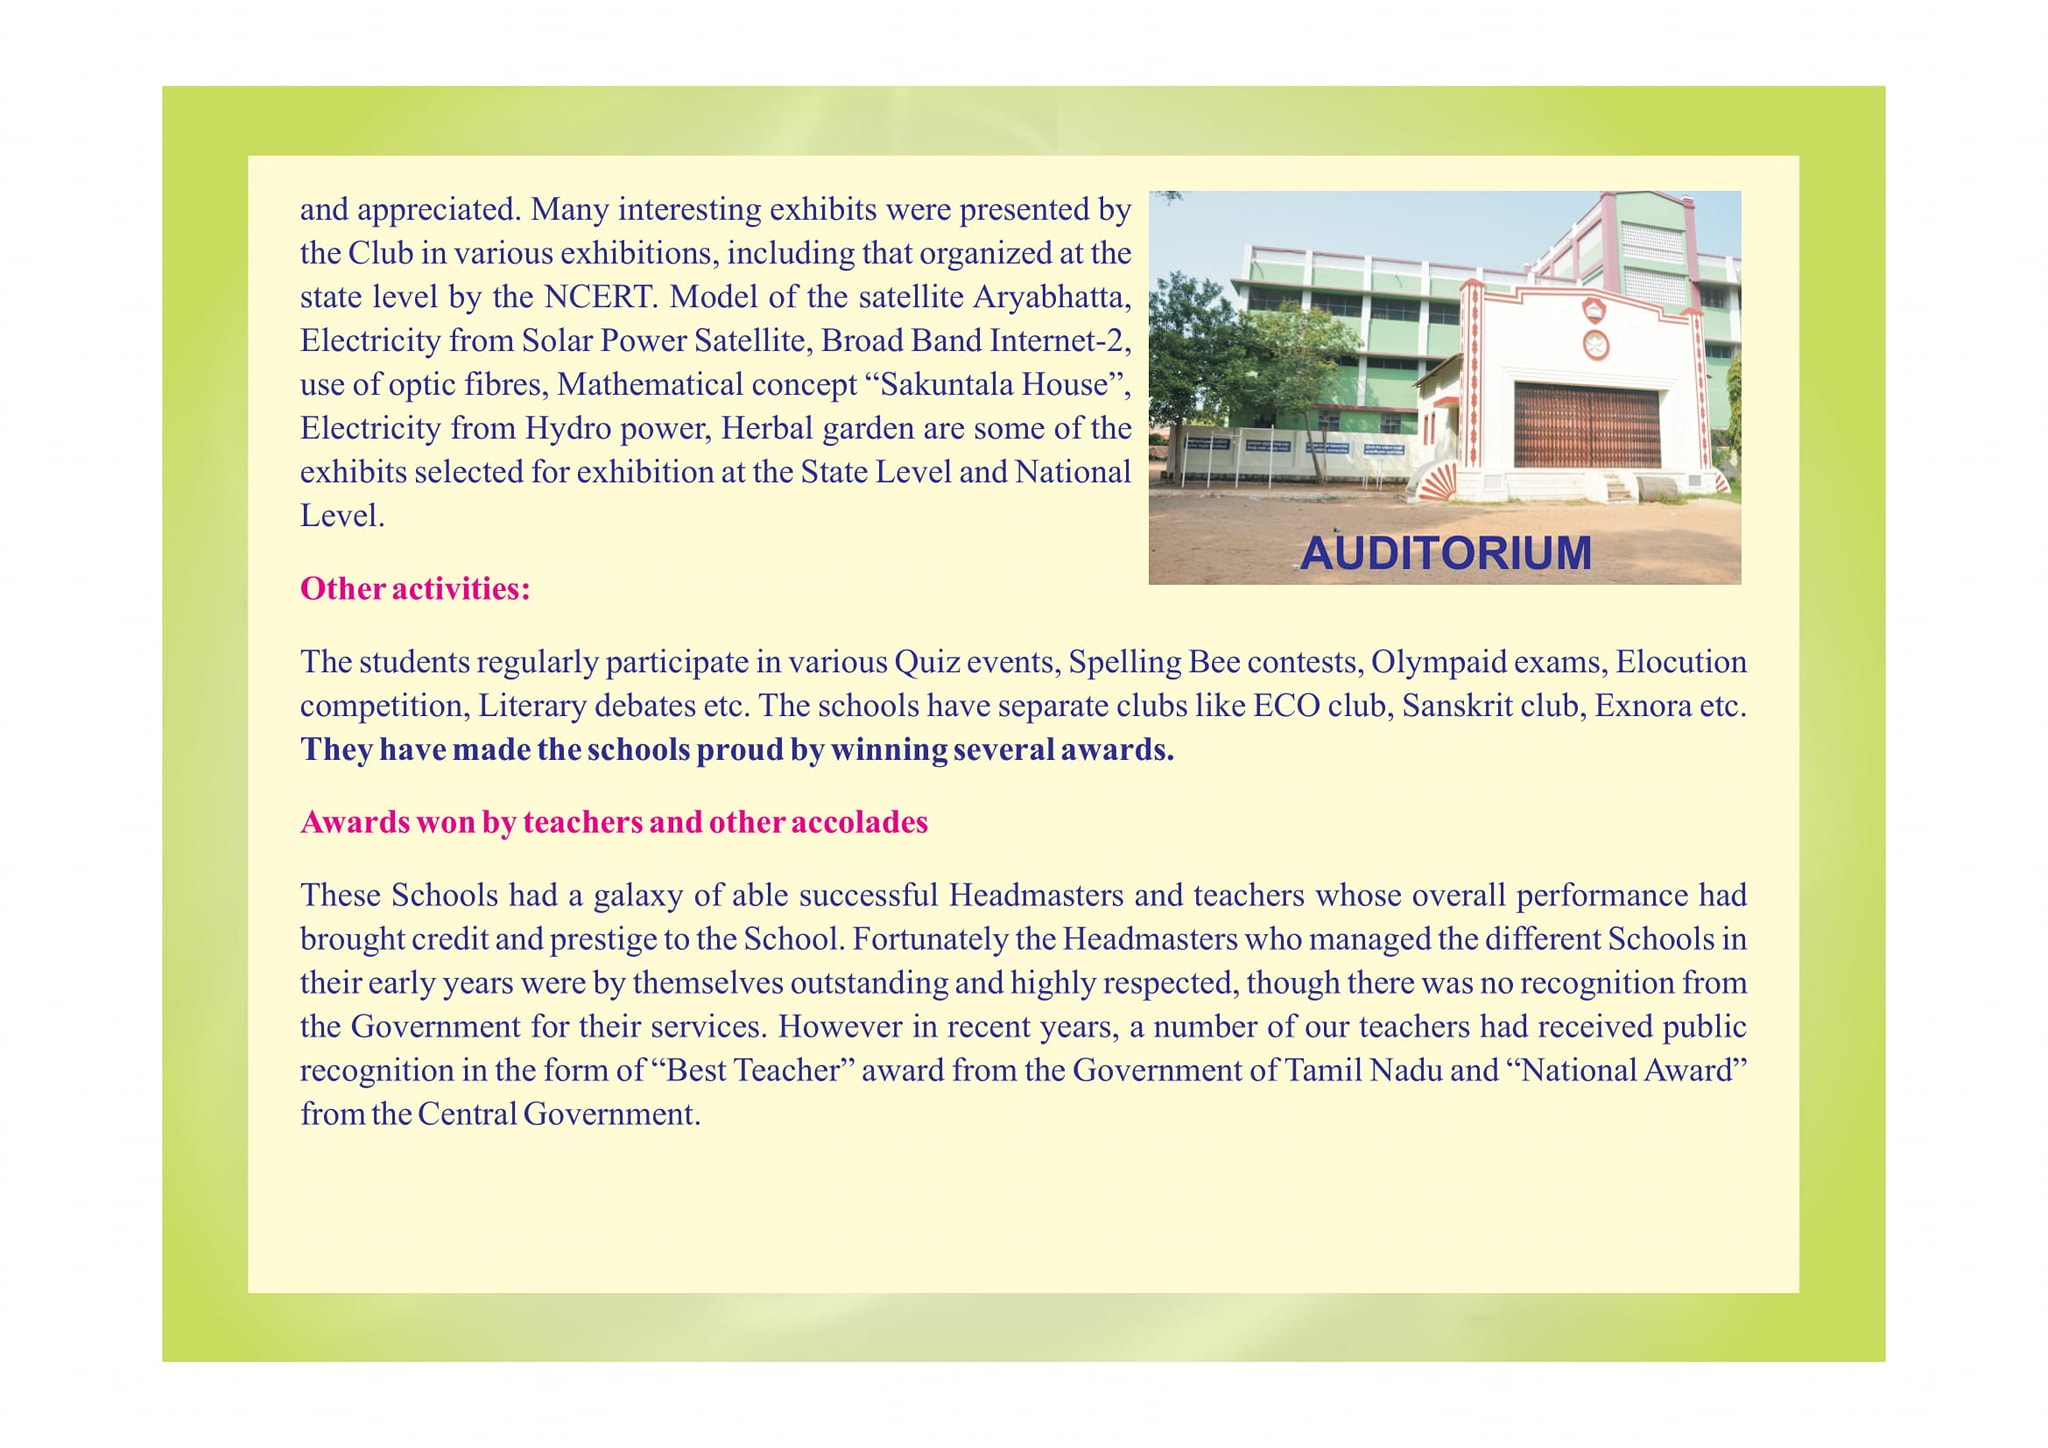 and appreciated. Many interesting exhibits were presented by
the Club in various exhibitions, including that organized at the
state level by the NCERT. Model of the satellite Aryabhatta,
Electricity from Solar Power Satellite, Broad Band Internet-2,
use of optic fibres, Mathematical concept “Sakuntala House”,
Electricity from Hydro power, Herbal garden are some of the
exhibits selected for exhibition at the State Level and National
Level.
AUDITORIUM
Other activities:
The students regularly participate in various Quiz events, Spelling Bee contests, Olympaid exams, Elocution
competition, Literary debates etc. The schools have separate clubs like ECO club, Sanskrit club, Exnora etc.
They have made the schools proud by winning several awards.
Awards won by teachers and other accolades
These Schools had a galaxy of able successful Headmasters and teachers whose overall performance had
brought credit and prestige to the School. Fortunately the Headmasters who managed the different Schools in
their early years were by themselves outstanding and highly respected, though there was no recognition from
the Government for their services. However in recent years, a number of our teachers had received public
recognition in the form of “Best Teacher” award from the Government of Tamil Nadu and “National Award”
from the Central Government.